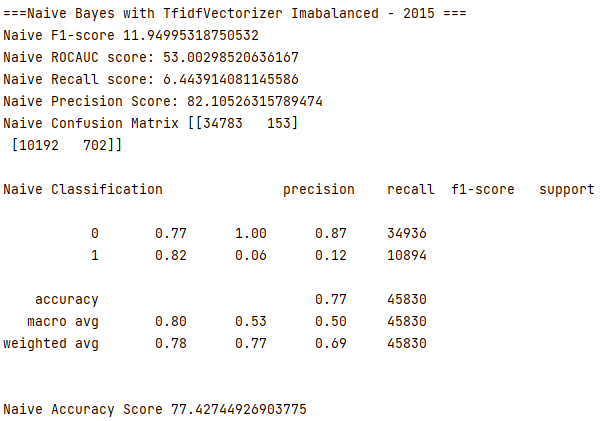 ===Naive Bayes with TfidfVectorizer Imabalanced - 2015 ===
Naive F1-score 11.94995318750532
Naive ROCAUC score: 53.00298520636167
Naive Recall score: 6.443914081145586
Naive Precision Score: 82.10526315789474
Naive Confusion Matrix [[34783   153]
 [10192   702]]
Naive Classification               precision    recall  f1-score   support
           0       0.77      1.00      0.87     34936
           1       0.82      0.06      0.12     10894
    accuracy                           0.77     45830
   macro avg       0.80      0.53      0.50     45830
weighted avg       0.78      0.77      0.69     45830
Naive Accuracy Score 77.42744926903775